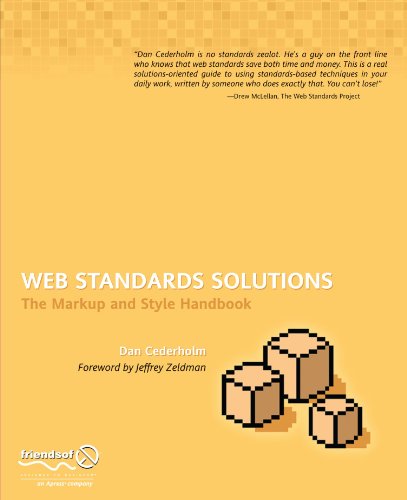 “Dan Cederholm is no standards zealot. He’s a guy on the front line
who knows that web standards save both time and money. This is a real
solutions-oriented guide to using standards-based techniques in your
daily work, written by someone who does exactly that. You can’t lose!”
—Drew McLellan, The Web Standards Project
WEB STANDARDS SOLUTIONS
The Markup and Style Handbook
Dan Cederholm
Foreword by Jeffrey Zeldman
friendsof
DESIGNER TO DESIGNER
an Apress company